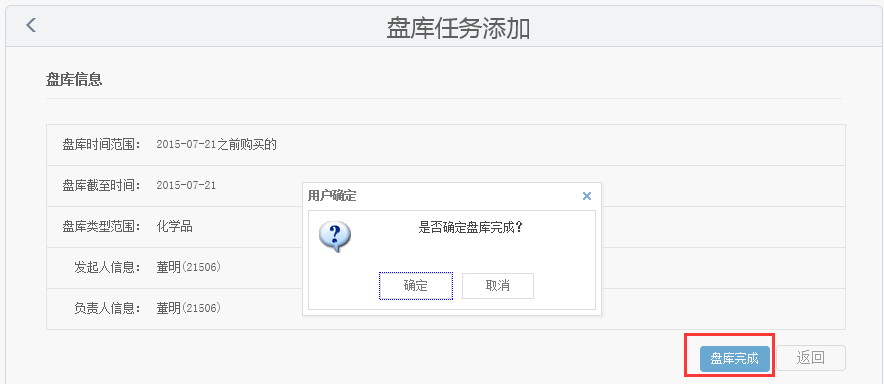 盘库任务添加
盘库信息
盘库时间范围： 2015-07-21之前购买的
盘库截至时间： 2015-07-21
盘库类型范围： 化学品
发起人信息： 董明(21506)
负责人信息： 董明(21506)
用户确定
是否确定盘库完成？
确定 取消
盘库完成 返回